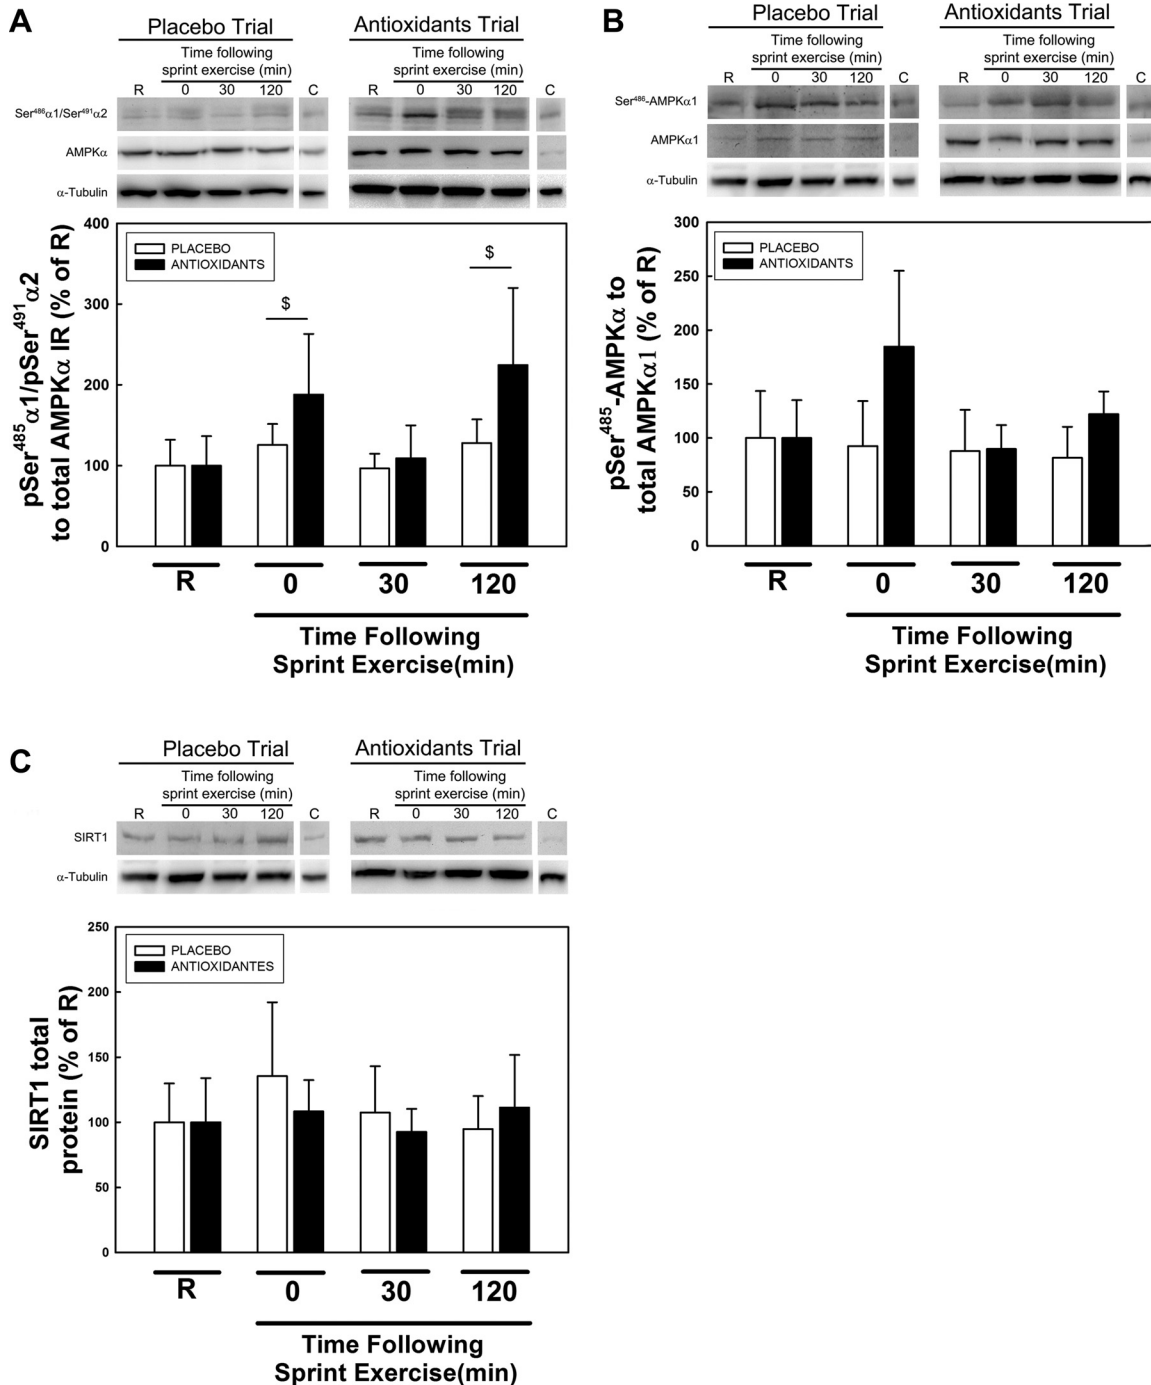 A
Placebo Trial
Antioxidants Trial
Time following
sprint exercise (min)
Time following
sprint exercise (min)
R 0 30 120 C
R 0 30 120 C
Ser⁴⁸⁶α1/Ser⁴⁹¹α2
AMPKα
α-Tubulin
400
300
200
100
0
PLACEBO
ANTIOXIDANTS
$
$
pSer⁴⁸⁵α1/pSer⁴⁹¹α2
to total AMPKα IR (% of R)
R 0 30 120
Time Following
Sprint Exercise(min)
B
Placebo Trial
Antioxidants Trial
Time following
sprint exercise (min)
Time following
sprint exercise (min)
R 0 30 120 C
R 0 30 120 C
Ser⁴⁸⁶-AMPKα1
AMPKα1
α-Tubulin
300
250
200
150
100
50
0
PLACEBO
ANTIOXIDANTS
pSer⁴⁸⁵-AMPKα to
total AMPKα1 (% of R)
R 0 30 120
Time Following
Sprint Exercise(min)
C
Placebo Trial
Antioxidants Trial
Time following
sprint exercise (min)
Time following
sprint exercise (min)
R 0 30 120 C
R 0 30 120 C
SIRT1
α-Tubulin
250
200
150
100
50
0
PLACEBO
ANTIOXIDANTES
SIRT1 total
protein (% of R)
R 0 30 120
Time Following
Sprint Exercise(min)